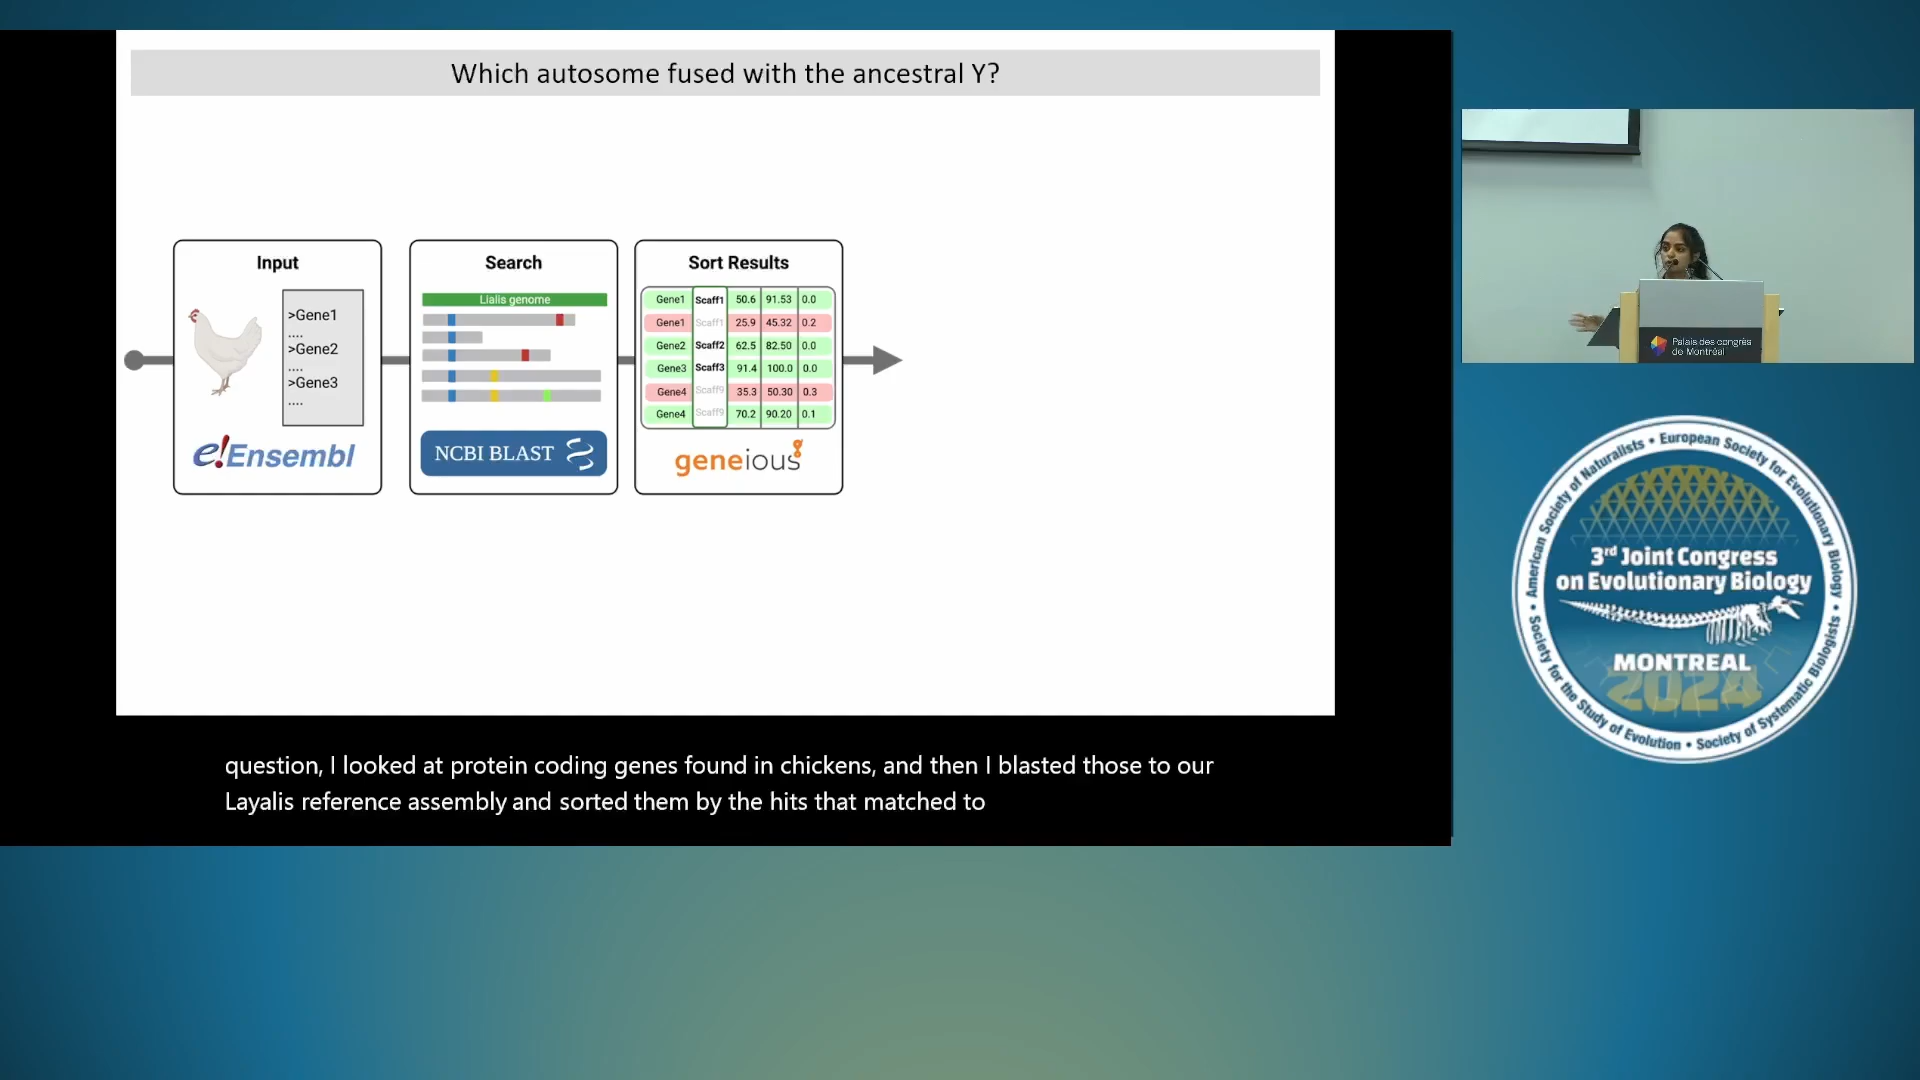 Which autosome fused with the ancestral Y?
Input
>Gene1
....
>Gene2
....
>Gene3
....
e!Ensembl
Search
Lialis genome
NCBI BLAST
Sort Results
Gene1 Scaff1 50.6 91.53 0.0
Gene1 Scaff1 25.9 45.32 0.2
Gene2 Scaff2 62.5 82.50 0.0
Gene3 Scaff3 91.4 100.0 0.0
Gene4 Scaff9 35.3 50.30 0.3
Gene4 Scaff9 70.2 90.20 0.1
geneious
question, I looked at protein coding genes found in chickens, and then I blasted those to our
Layalis reference assembly and sorted them by the hits that matched to
Palais des congrès
de Montréal
American Society of Naturalists • European Society for Evolutionary Biology •
Society for the Study of Evolution • Society of Systematic Biologists •
3rd Joint Congress
on Evolutionary Biology
MONTREAL
2024